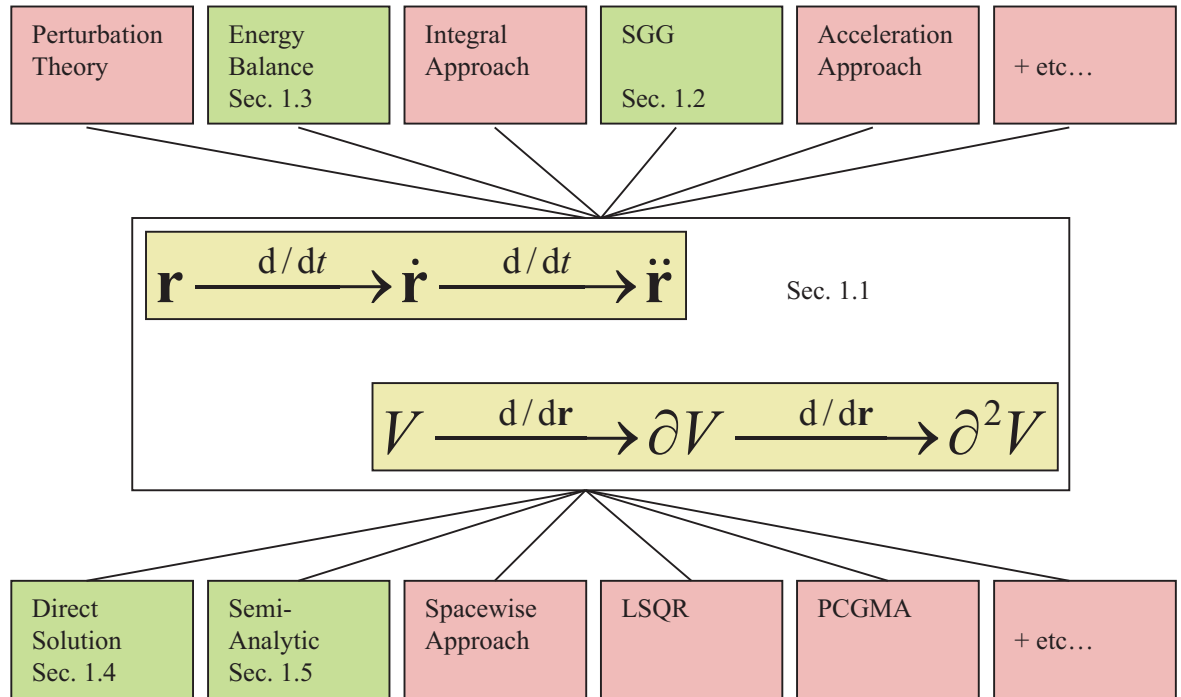 Perturbation
Theory
Energy
Balance
Sec. 1.3
Integral
Approach
SGG
Sec. 1.2
Acceleration
Approach
+ etc…
r d/dt ṙ d/dt r̈
Sec. 1.1
V d/dr ∂V d/dr ∂²V
Direct
Solution
Sec. 1.4
Semi-
Analytic
Sec. 1.5
Spacewise
Approach
LSQR
PCGMA
+ etc…